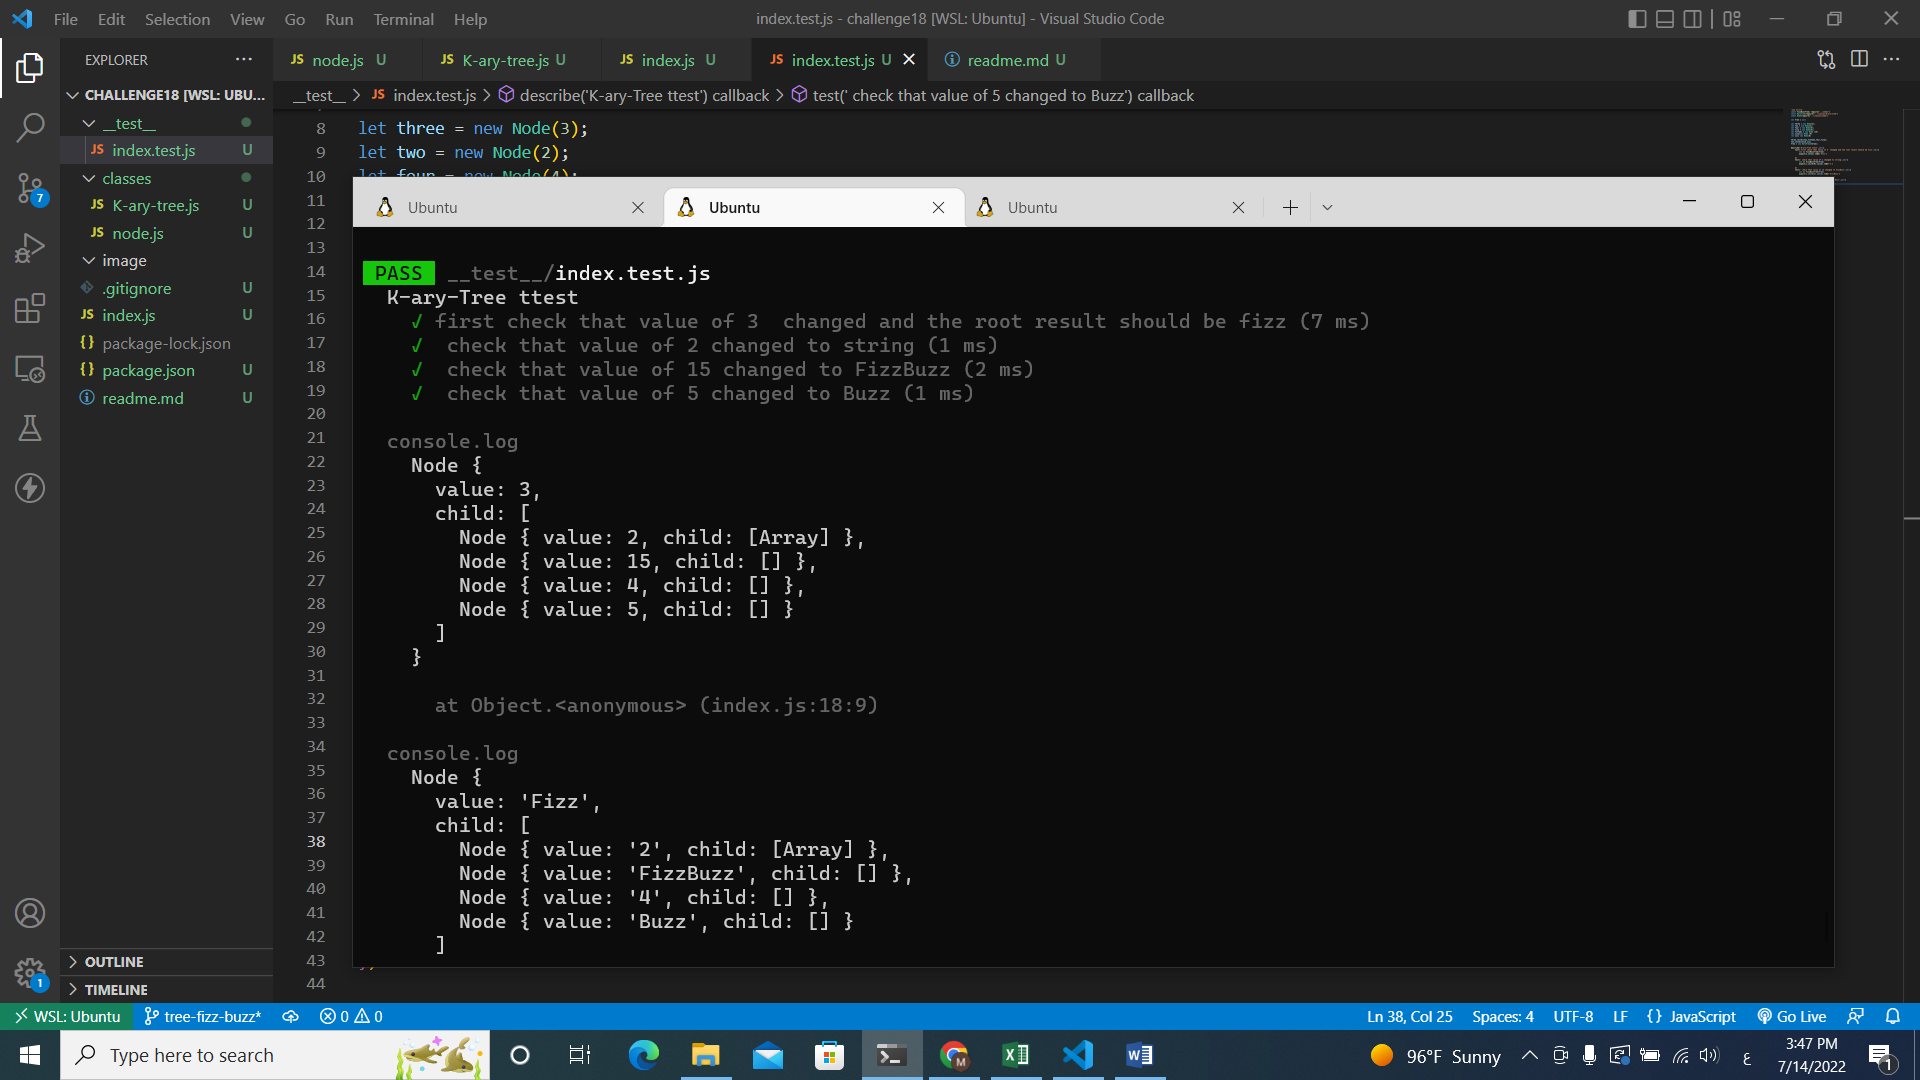 File Edit Selection View Go Run Terminal Help
index.test.js - challenge18 [WSL: Ubuntu] - Visual Studio Code
EXPLORER
JS node.js U
JS K-ary-tree.js U
JS index.js U
JS index.test.js U
readme.md U
__test__ > JS index.test.js > describe('K-ary-Tree ttest') callback > test(' check that value of 5 changed to Buzz') callback
CHALLENGE18 [WSL: UBU...
__test__
JS index.test.js U
classes
JS K-ary-tree.js U
JS node.js U
image
.gitignore U
JS index.js U
{} package-lock.json
{} package.json U
readme.md U
OUTLINE
TIMELINE
7
1
8 let three = new Node(3);
9 let two = new Node(2);
10 let four = new Node(4);
11
12
13
14
15
16
17
18
19
20
21
22
23
24
25
26
27
28
29
30
31
32
33
34
35
36
37
38
39
40
41
42
43
44
Ubuntu
Ubuntu
Ubuntu
PASS __test__/index.test.js
K-ary-Tree ttest
√ first check that value of 3  changed and the root result should be fizz (7 ms)
√  check that value of 2 changed to string (1 ms)
√  check that value of 15 changed to FizzBuzz (2 ms)
√  check that value of 5 changed to Buzz (1 ms)
console.log
Node {
value: 3,
child: [
Node { value: 2, child: [Array] },
Node { value: 15, child: [] },
Node { value: 4, child: [] },
Node { value: 5, child: [] }
]
}
at Object.<anonymous> (index.js:18:9)
console.log
Node {
value: 'Fizz',
child: [
Node { value: '2', child: [Array] },
Node { value: 'FizzBuzz', child: [] },
Node { value: '4', child: [] },
Node { value: 'Buzz', child: [] }
]
WSL: Ubuntu
tree-fizz-buzz*
0 0
Ln 38, Col 25
Spaces: 4
UTF-8
LF
{} JavaScript
Go Live
Type here to search
96°F Sunny
ع
3:47 PM
7/14/2022
1